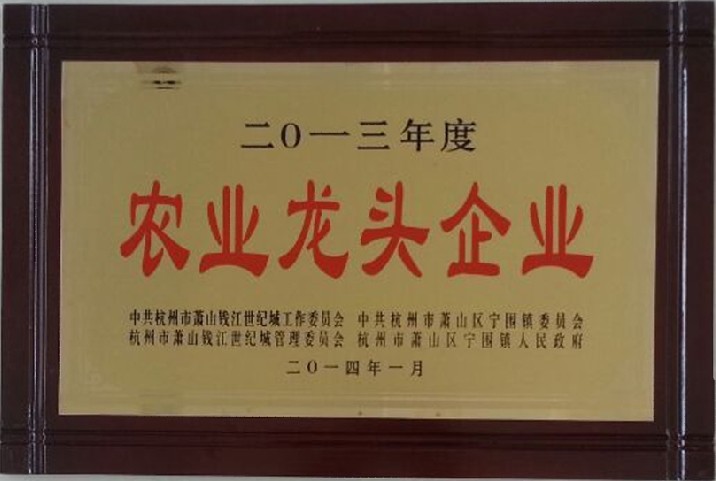 二〇一三年度
农业龙头企业
中共杭州市萧山钱江世纪城工作委员会 中共杭州市萧山区宁围镇委员会
杭州市萧山钱江世纪城管理委员会 杭州市萧山区宁围镇人民政府
二〇一四年一月